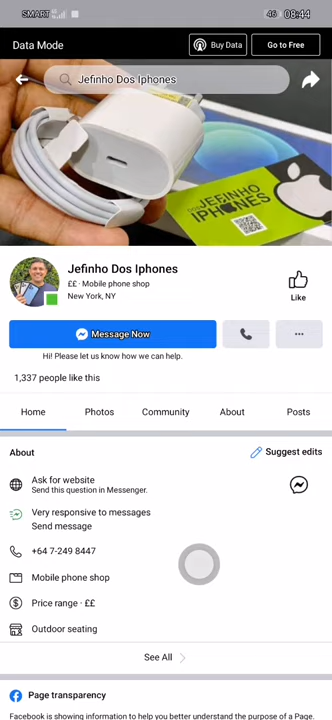 SMART 46 08:44
Data Mode Buy Data Go to Free
Jefinho Dos Iphones
JEFINHO
DOS
IPHONES
Jefinho Dos Iphones
££ · Mobile phone shop
New York, NY
Like
Message Now
Hi! Please let us know how we can help.
1,337 people like this
Home Photos Community About Posts
About Suggest edits
Ask for website
Send this question in Messenger.
Very responsive to messages
Send message
+64 7-249 8447
Mobile phone shop
Price range · ££
Outdoor seating
See All
Page transparency
Facebook is showing information to help you better understand the purpose of a Page.